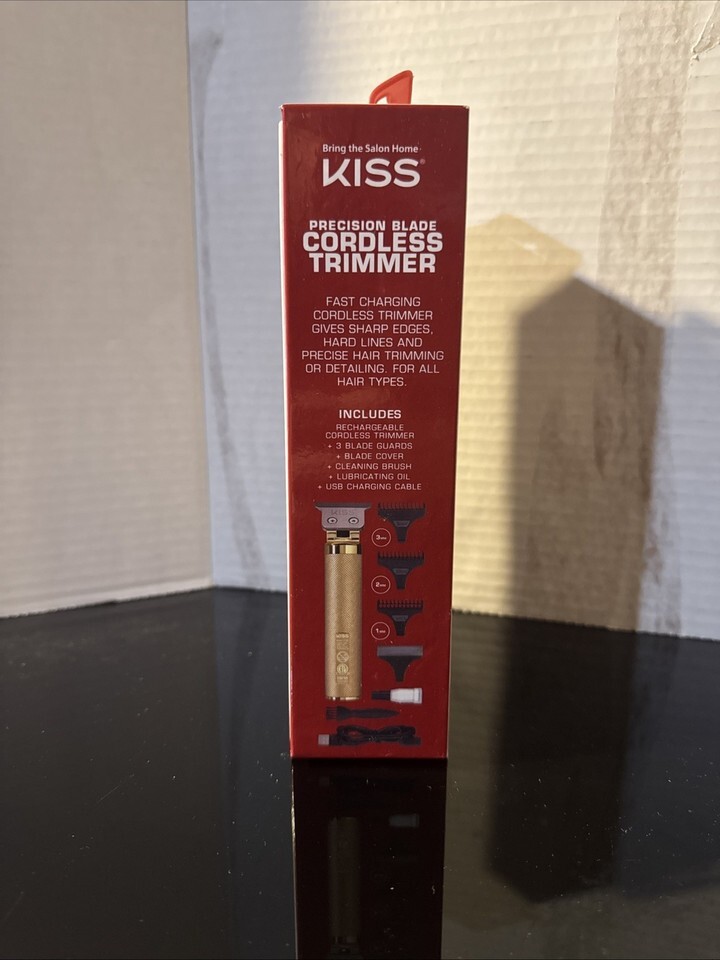 Bring the Salon Home
KISS®
PRECISION BLADE
CORDLESS
TRIMMER
FAST CHARGING
CORDLESS TRIMMER
GIVES SHARP EDGES,
HARD LINES AND
PRECISE HAIR TRIMMING
OR DETAILING. FOR ALL
HAIR TYPES.
INCLUDES
RECHARGEABLE
CORDLESS TRIMMER
+ 3 BLADE GUARDS
+ BLADE COVER
+ CLEANING BRUSH
+ LUBRICATING OIL
+ USB CHARGING CABLE
KISS
3MM
2MM
1MM